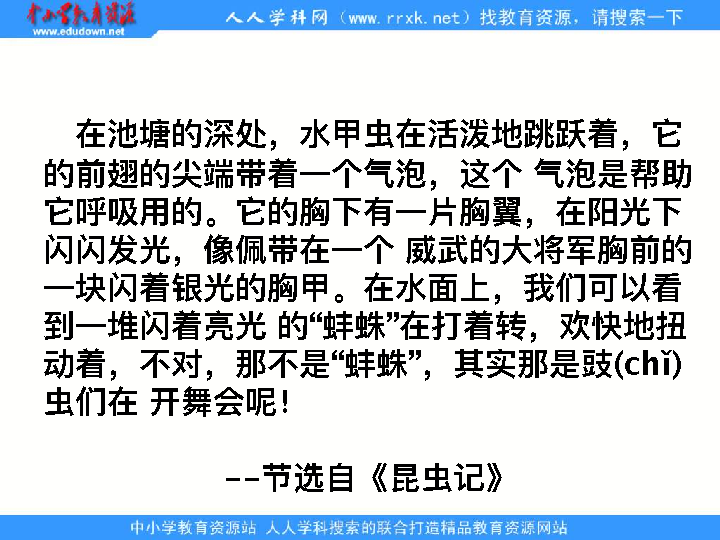 中小学教育资源
www.edudown.net
人人学科网（www.rrxk.net）找教育资源，请搜索一下
在池塘的深处，水甲虫在活泼地跳跃着，它
的前翅的尖端带着一个气泡，这个 气泡是帮助
它呼吸用的。它的胸下有一片胸翼，在阳光下
闪闪发光，像佩带在一个 威武的大将军胸前的
一块闪着银光的胸甲。在水面上，我们可以看
到一堆闪着亮光 的“蚌蛛”在打着转，欢快地扭
动着，不对，那不是“蚌蛛”，其实那是豉(chǐ)
虫们在 开舞会呢！
--节选自《昆虫记》
中小学教育资源站 人人学科搜索的联合打造精品教育资源网站